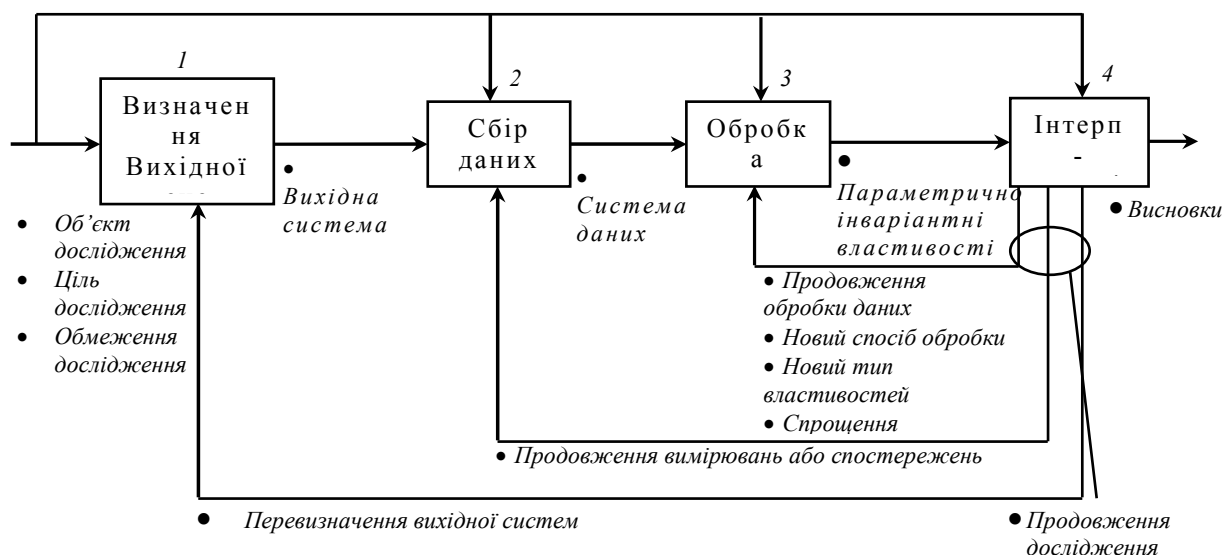 1
2
3
4
Визначен
ня
Вихідної
Сбір
даних
Обробк
а
Інтерп
-
• Вихідна
система
• Система
даних
• Параметрично
інваріантні
властивості
• Висновки
• Об’єкт
дослідження
• Ціль
дослідження
• Обмеження
дослідження
• Продовження
обробки даних
• Новий спосіб обробки
• Новий тип
властивостей
• Спрощення
• Продовження вимірювань або спостережень
• Перевизначення вихідної систем
• Продовження
дослідження